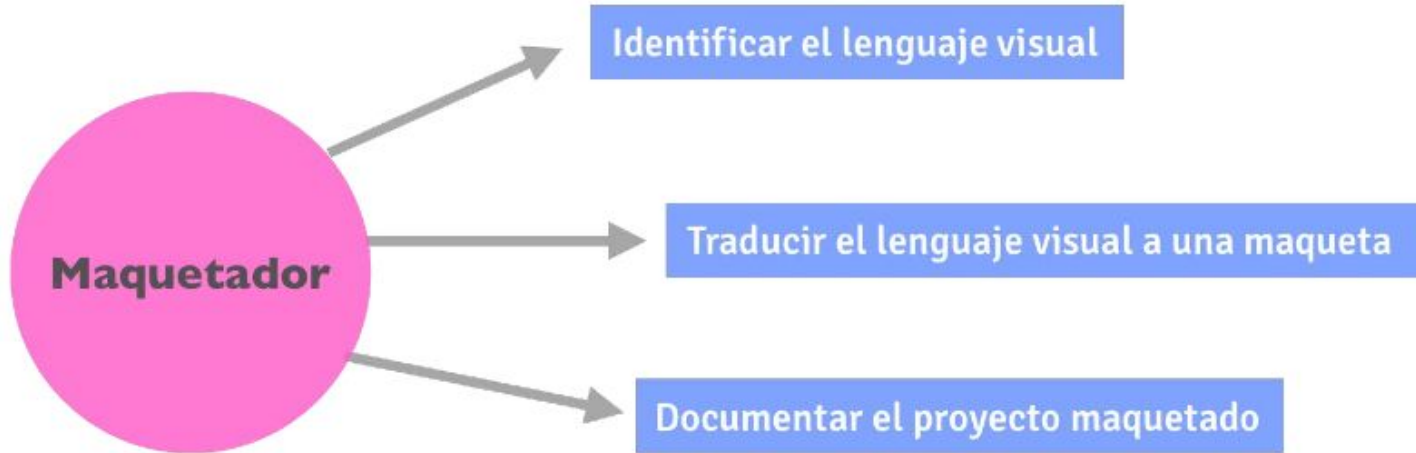 Identificar el lenguaje visual
Maquetador
Traducir el lenguaje visual a una maqueta
Documentar el proyecto maquetado